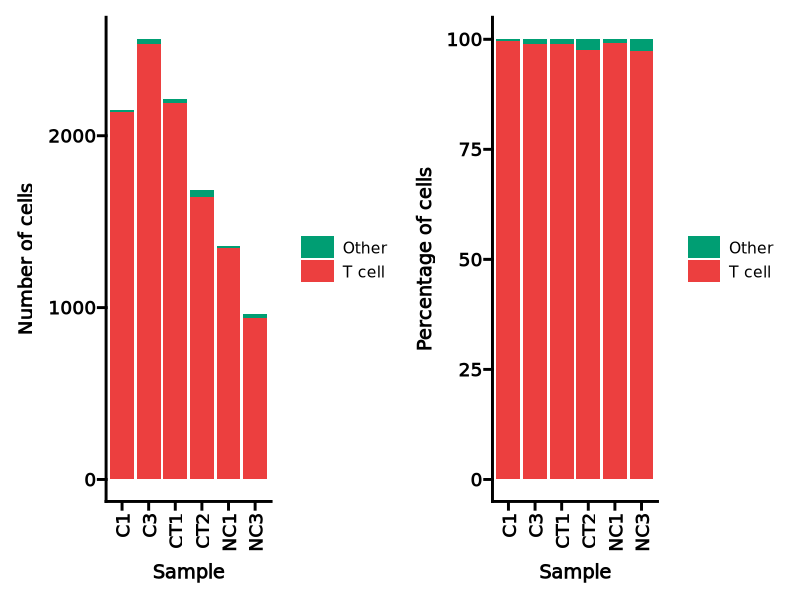 Number of cells
2000
1000
0
C1
C3
CT1
CT2
NC1
NC3
Sample
Other
T cell
Percentage of cells
100
75
50
25
0
C1
C3
CT1
CT2
NC1
NC3
Sample
Other
T cell